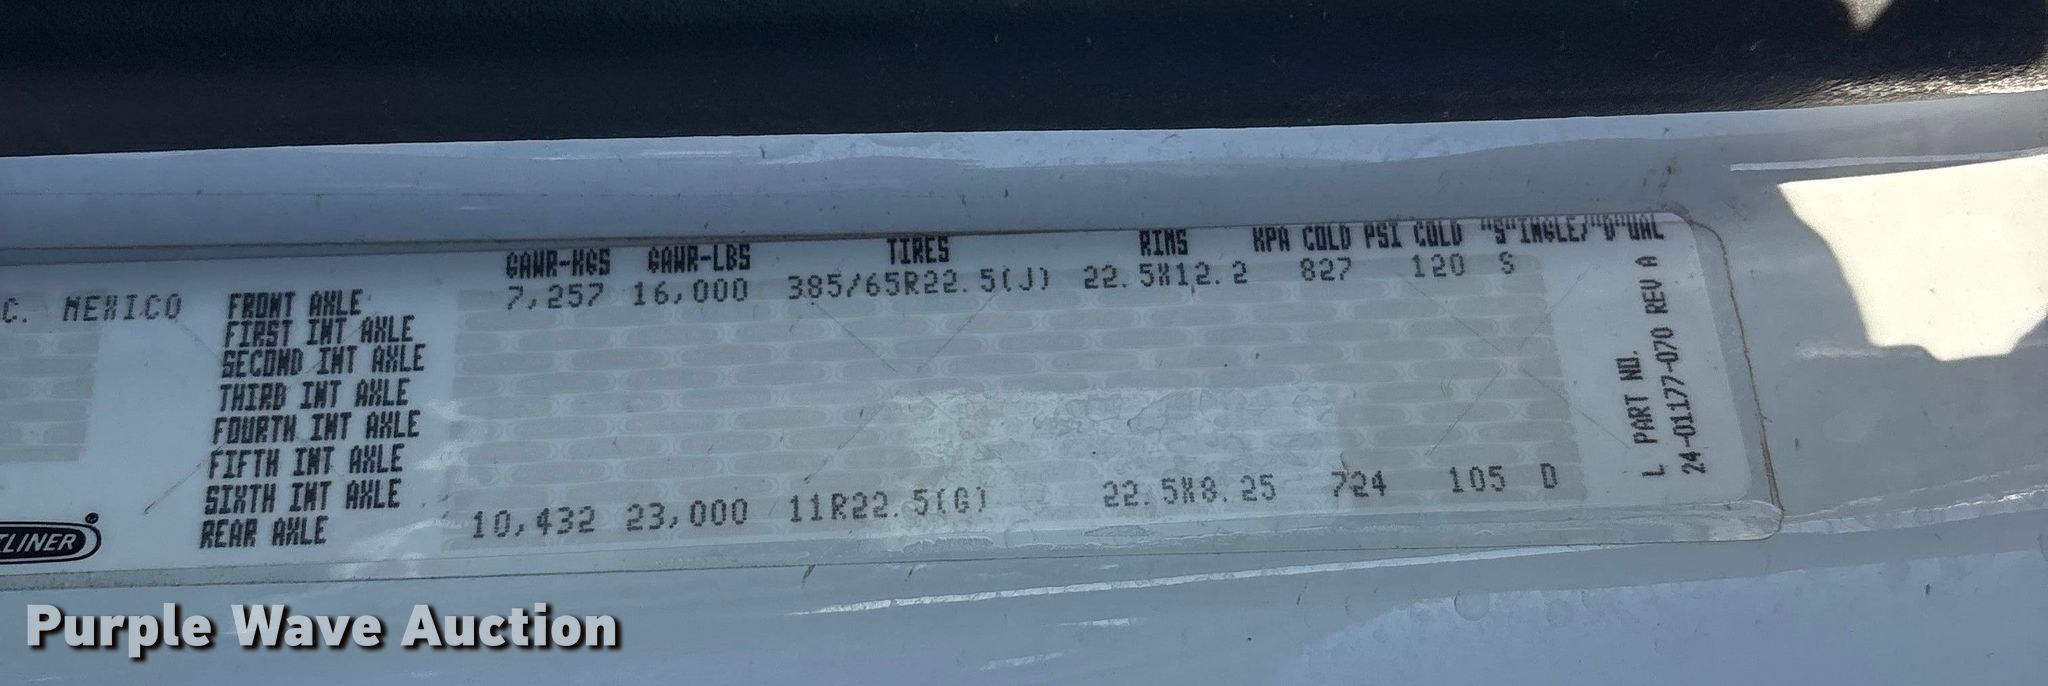 GAWR-KGS GAWR-LBS TIRES RIMS KPA COLD PSI COLD "S"INGLE/"D"UAL
C. MEXICO FRONT AXLE 7,257 16,000 385/65R22.5(J) 22.5X12.2 827 120 S
FIRST INT AXLE
SECOND INT AXLE
THIRD INT AXLE
FOURTH INT AXLE
FIFTH INT AXLE
SIXTH INT AXLE
REAR AXLE 10,432 23,000 11R22.5(G) 22.5X8.25 724 105 D
L PART NO.
24-01177-070 REV A
TLINER
Purple Wave Auction